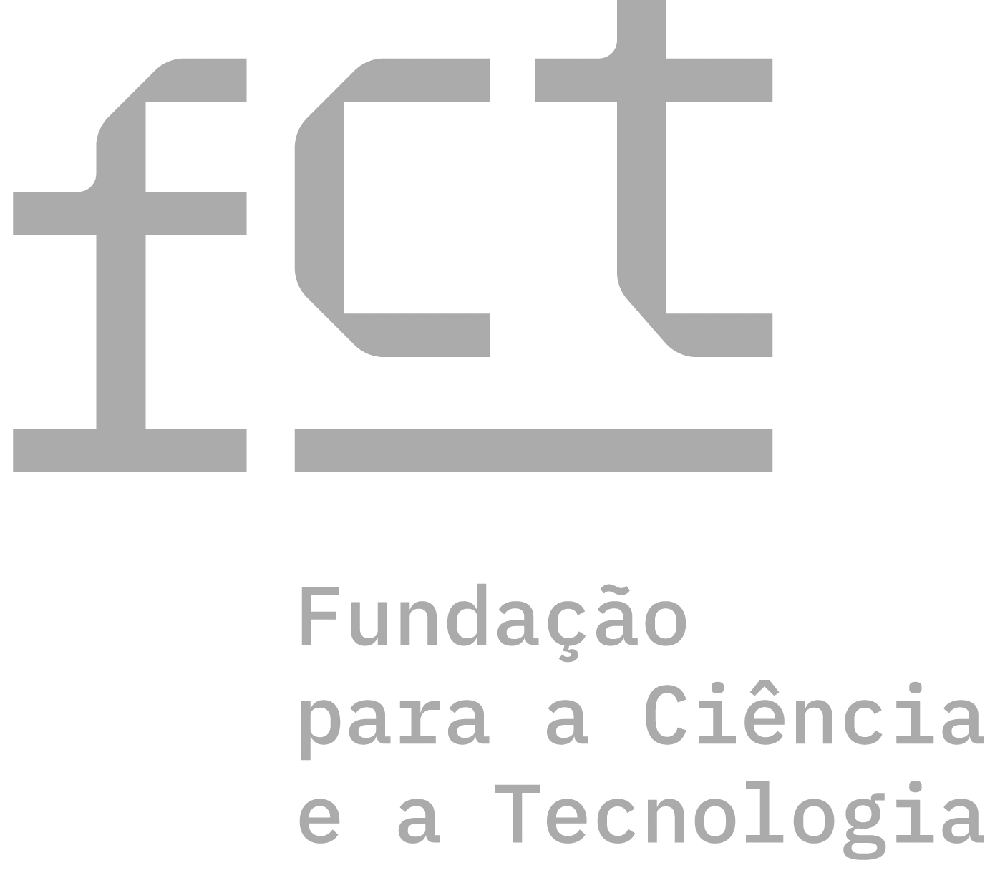 fct
Fundação
para a Ciência
e a Tecnologia